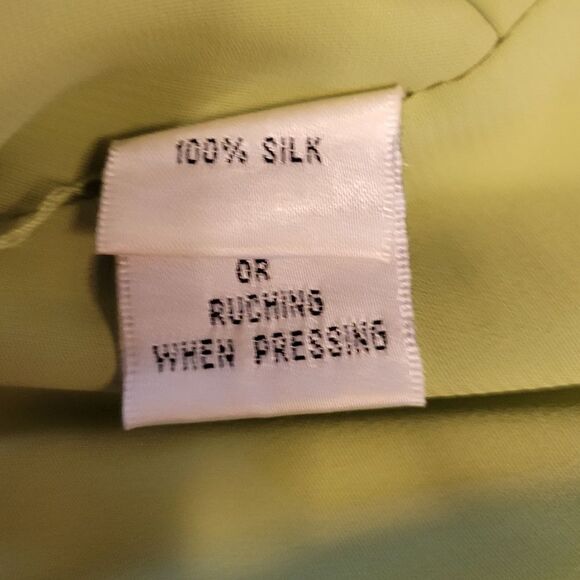 100% SILK
OR
RUCHING
WHEN PRESSING